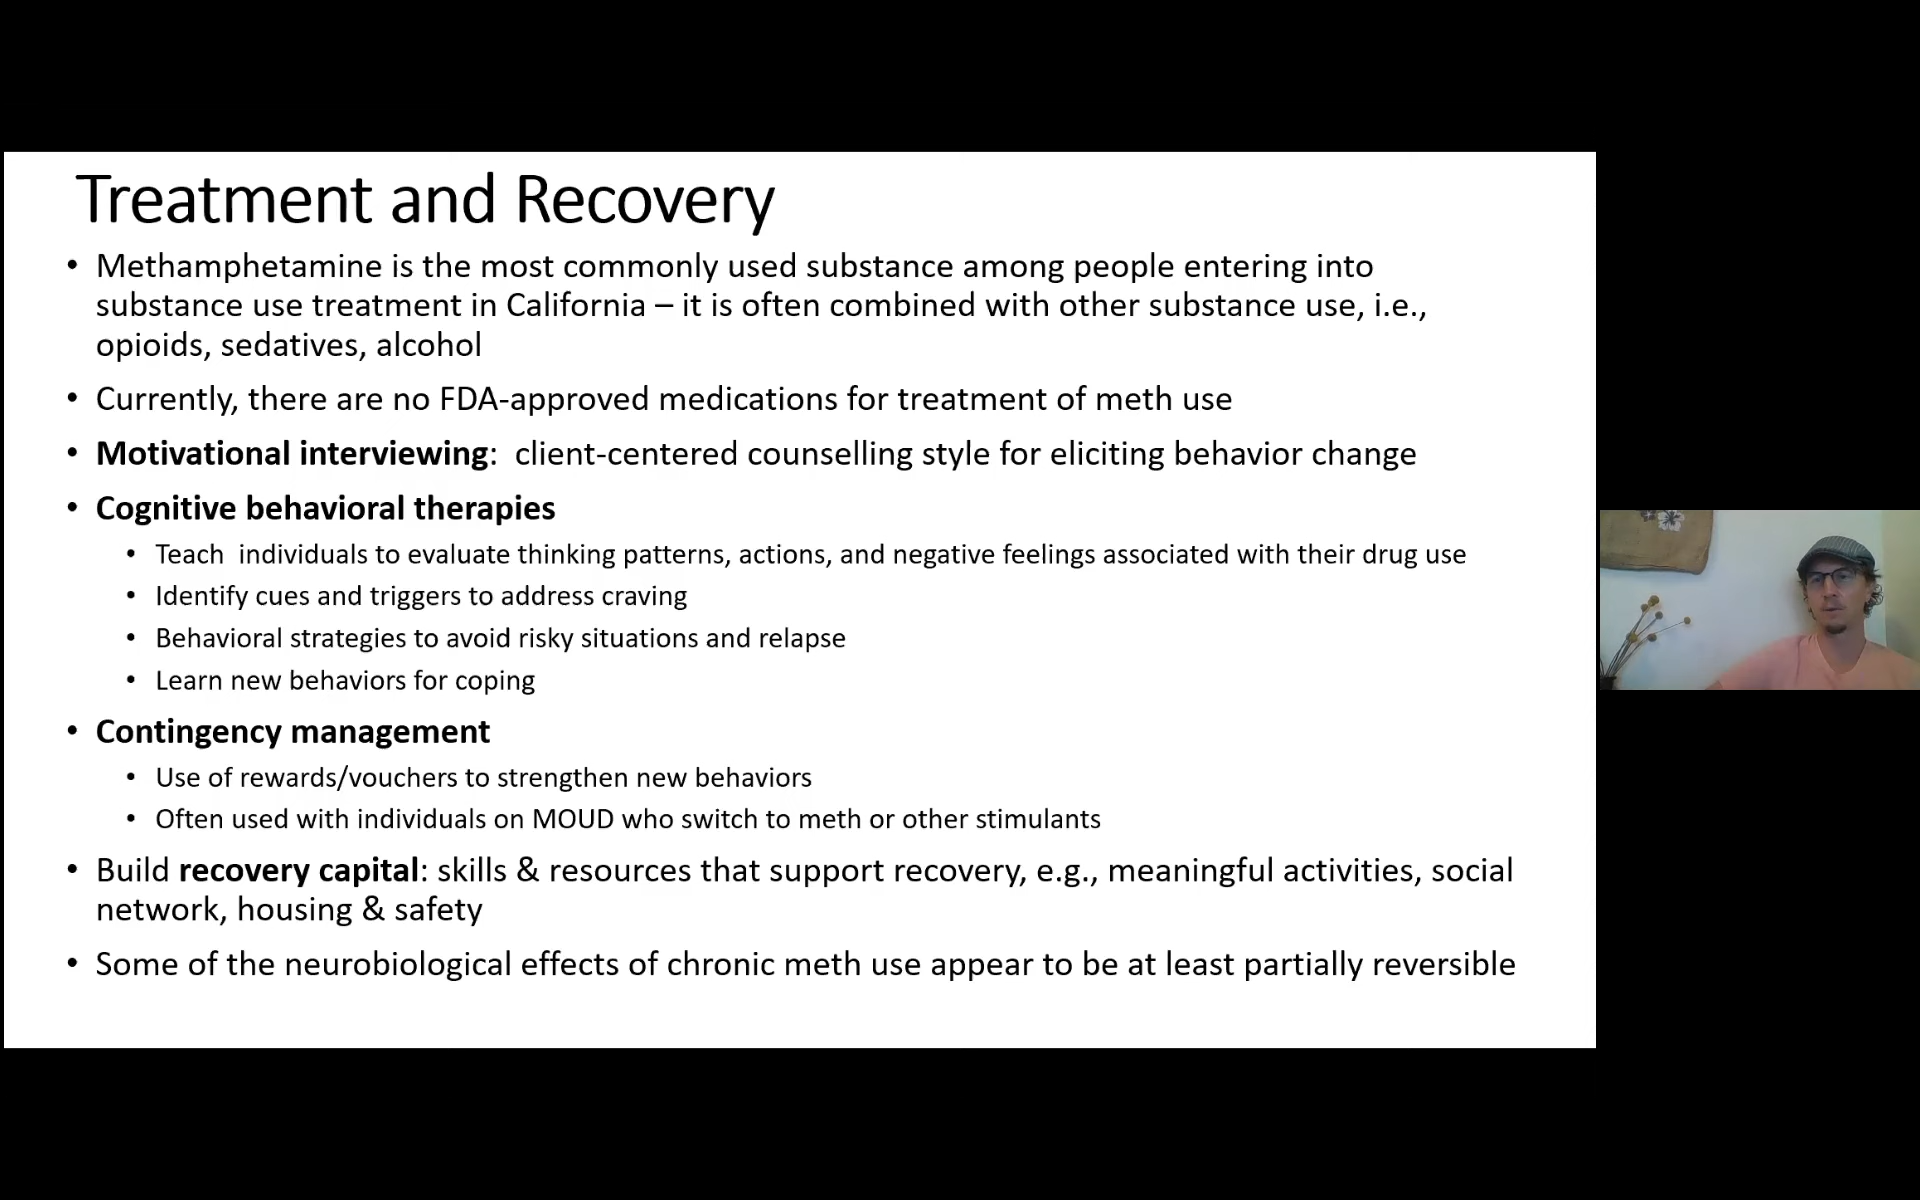 Treatment and Recovery
• Methamphetamine is the most commonly used substance among people entering into
substance use treatment in California – it is often combined with other substance use, i.e.,
opioids, sedatives, alcohol
• Currently, there are no FDA-approved medications for treatment of meth use
• Motivational interviewing:  client-centered counselling style for eliciting behavior change
• Cognitive behavioral therapies
• Teach  individuals to evaluate thinking patterns, actions, and negative feelings associated with their drug use
• Identify cues and triggers to address craving
• Behavioral strategies to avoid risky situations and relapse
• Learn new behaviors for coping
• Contingency management
• Use of rewards/vouchers to strengthen new behaviors
• Often used with individuals on MOUD who switch to meth or other stimulants
• Build recovery capital: skills & resources that support recovery, e.g., meaningful activities, social
network, housing & safety
• Some of the neurobiological effects of chronic meth use appear to be at least partially reversible